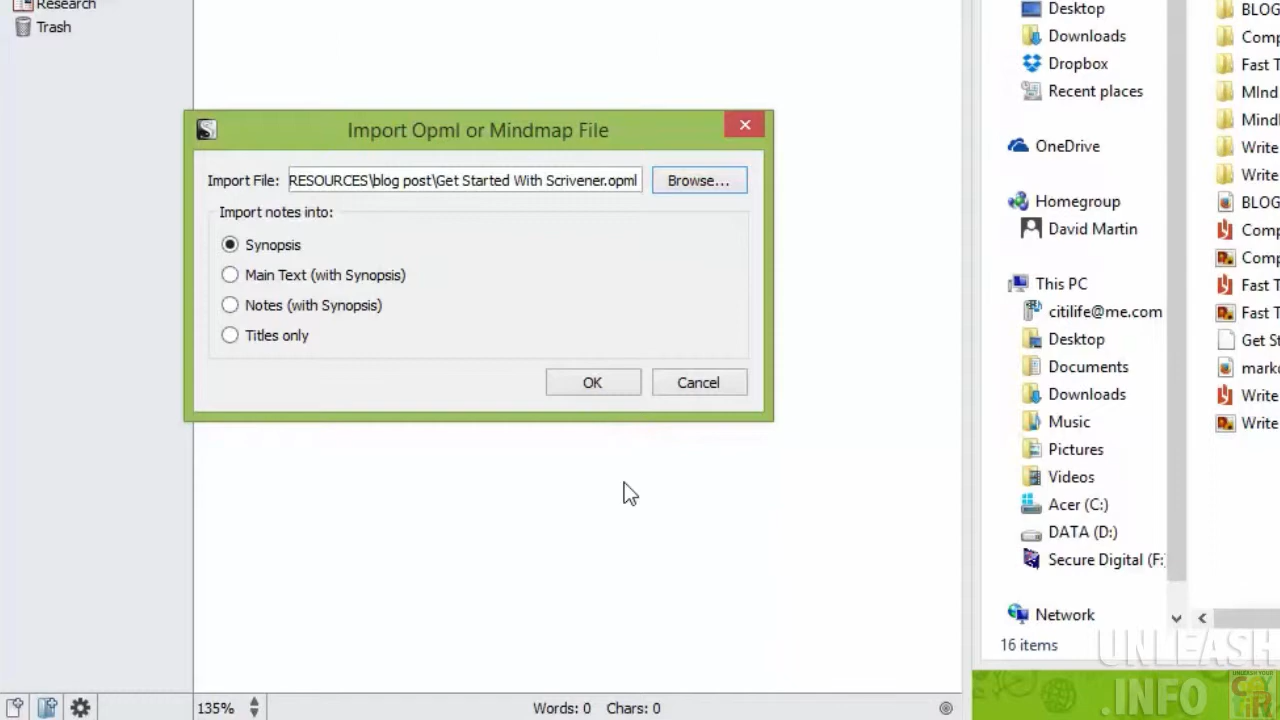 Research
Trash
Import Opml or Mindmap File
Import File: RESOURCES\blog post\Get Started With Scrivener.opml Browse...
Import notes into:
Synopsis
Main Text (with Synopsis)
Notes (with Synopsis)
Titles only
OK Cancel
135% Words: 0 Chars: 0
Desktop
Downloads
Dropbox
Recent places
OneDrive
Homegroup
David Martin
This PC
citilife@me.com
Desktop
Documents
Downloads
Music
Pictures
Videos
Acer (C:)
DATA (D:)
Secure Digital (F:
Network
16 items
BLOG
Comp
Fast T
MInd
Mind
Write
Write
BLOG
Comp
Comp
Fast T
Fast T
Get St
mark
Write
Write
UNLEASH
.INFO